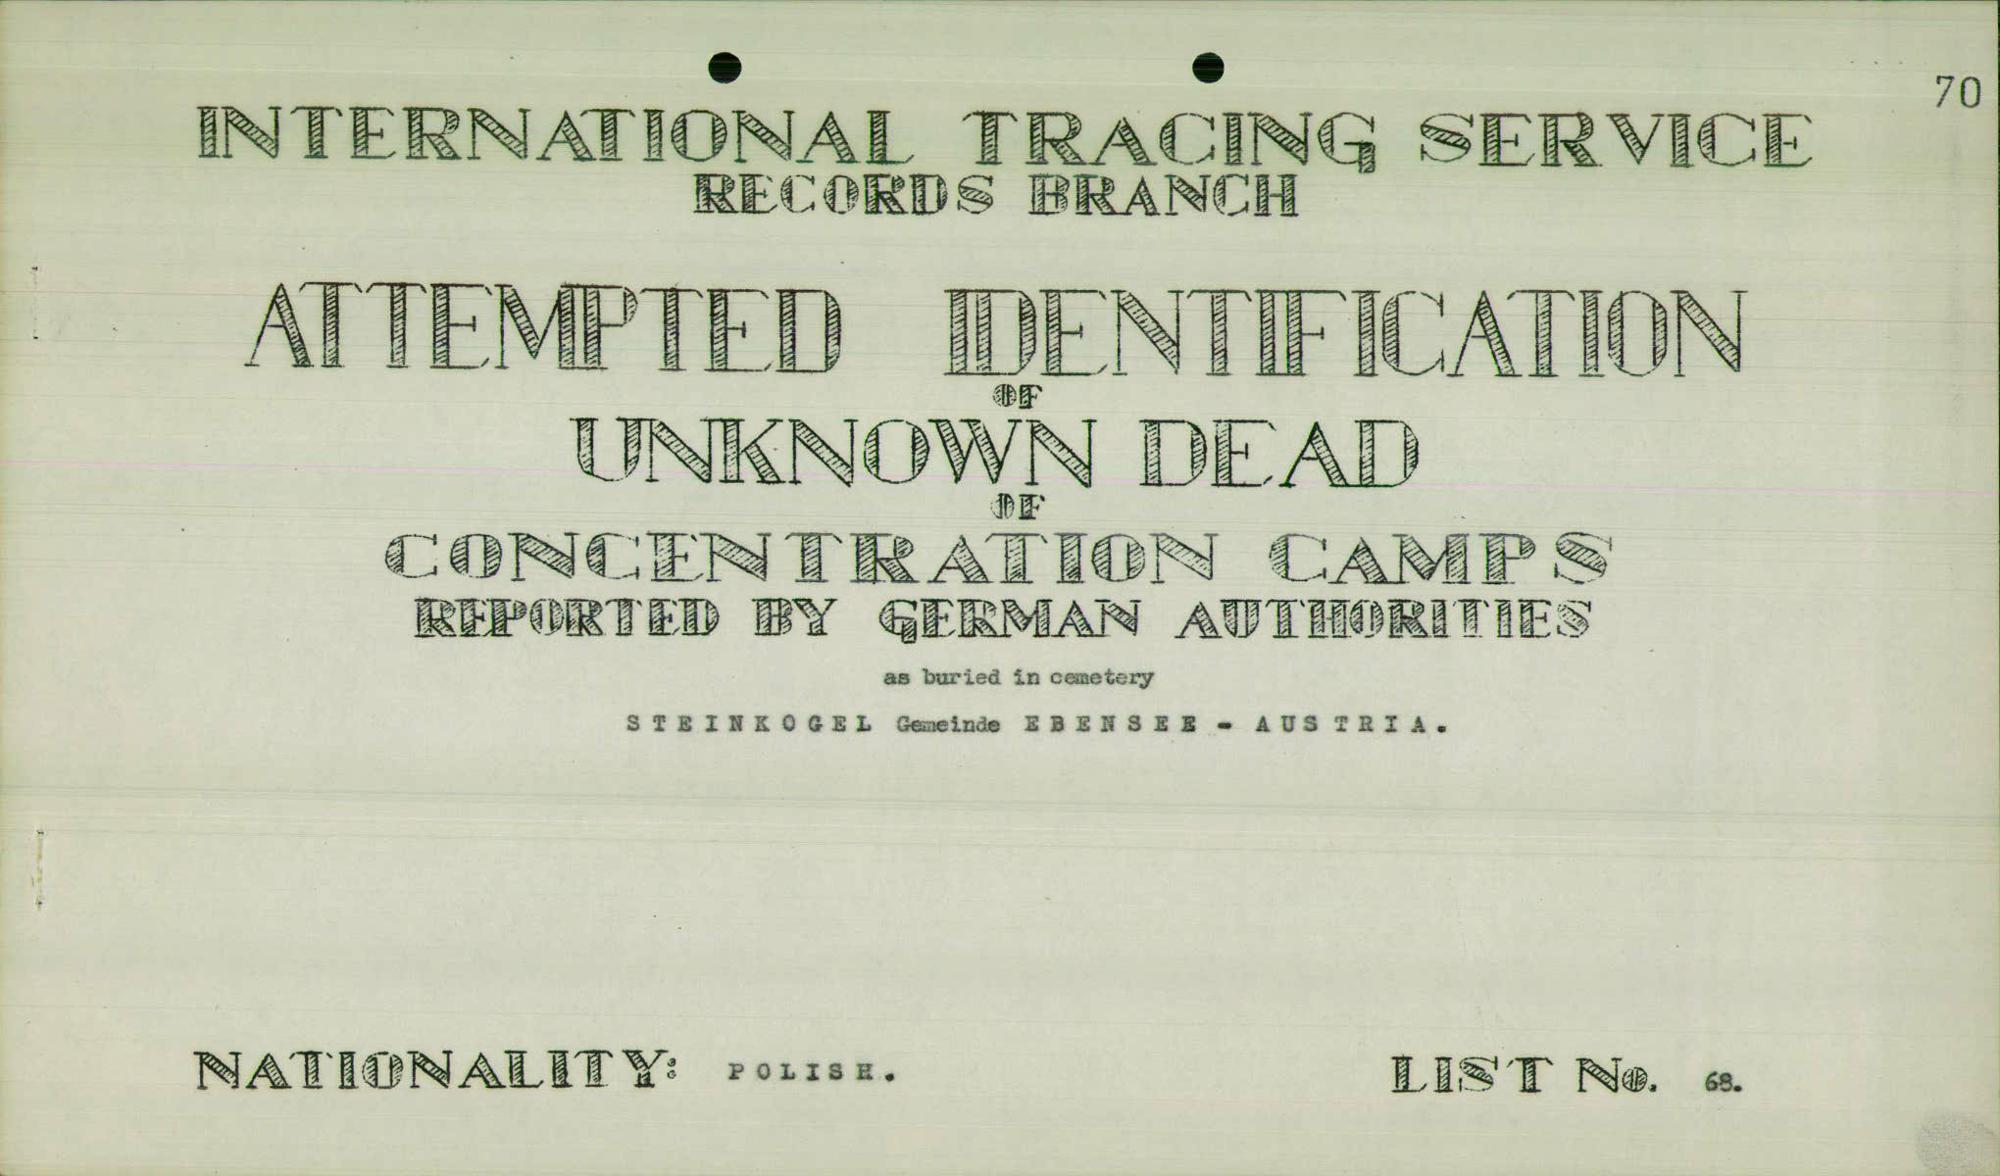 70
INTERNATIONAL TRACING SERVICE
RECORDS BRANCH
ATTEMPTED IDENTIFICATION
OF
UNKNOWN DEAD
OF
CONCENTRATION CAMPS
REPORTED BY GERMAN AUTHORITIES
as buried in cemetery
STEINKOGEL Gemeinde EBENSEE - AUSTRIA.
NATIONALITY: POLISH. LIST No. 68.